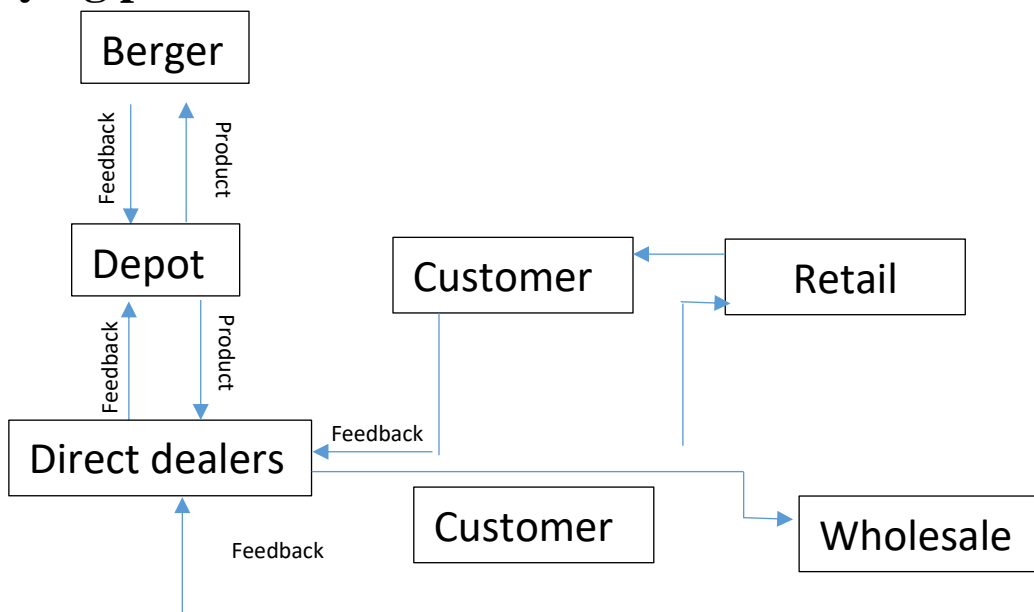 Berger
Feedback
Product
Depot
Customer
Retail
Feedback
Product
Feedback
Direct dealers
Customer
Wholesale
Feedback